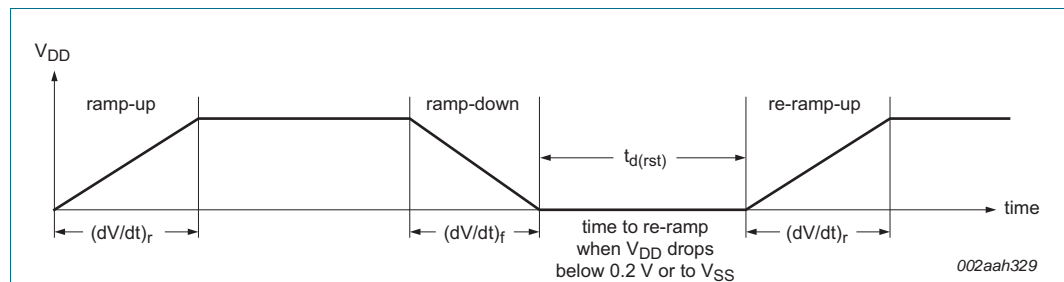 VDD
ramp-up
ramp-down
re-ramp-up
td(rst)
time
(dV/dt)r
(dV/dt)f
time to re-ramp
when VDD drops
below 0.2 V or to VSS
(dV/dt)r
002aah329